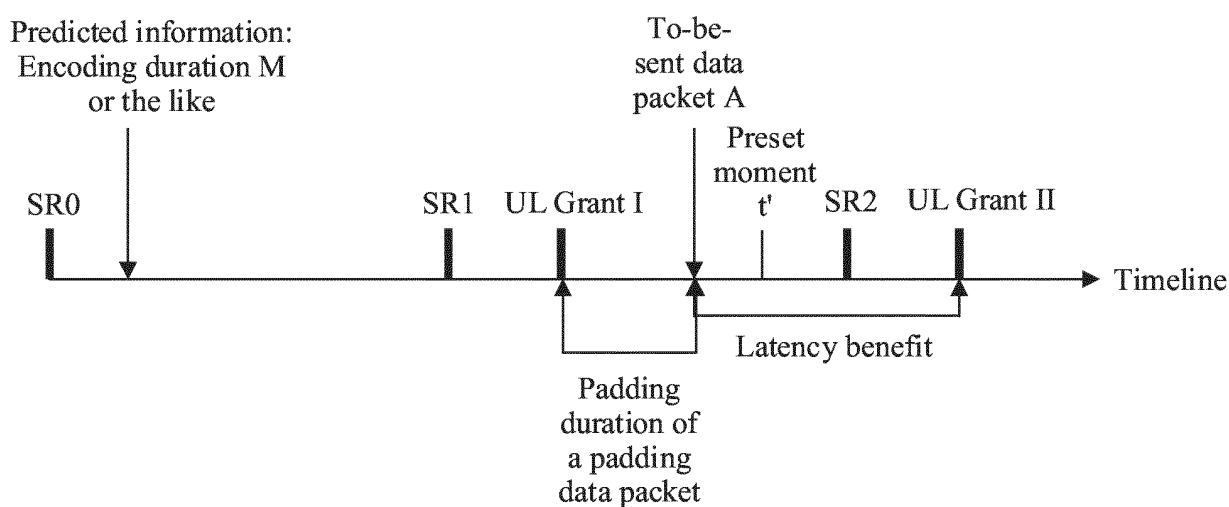 Predicted information:
Encoding duration M
or the like
To-be-
sent data
packet A
Preset
moment
t'
SR0
SR1
UL Grant I
SR2
UL Grant II
Timeline
Latency benefit
Padding
duration of
a padding
data packet